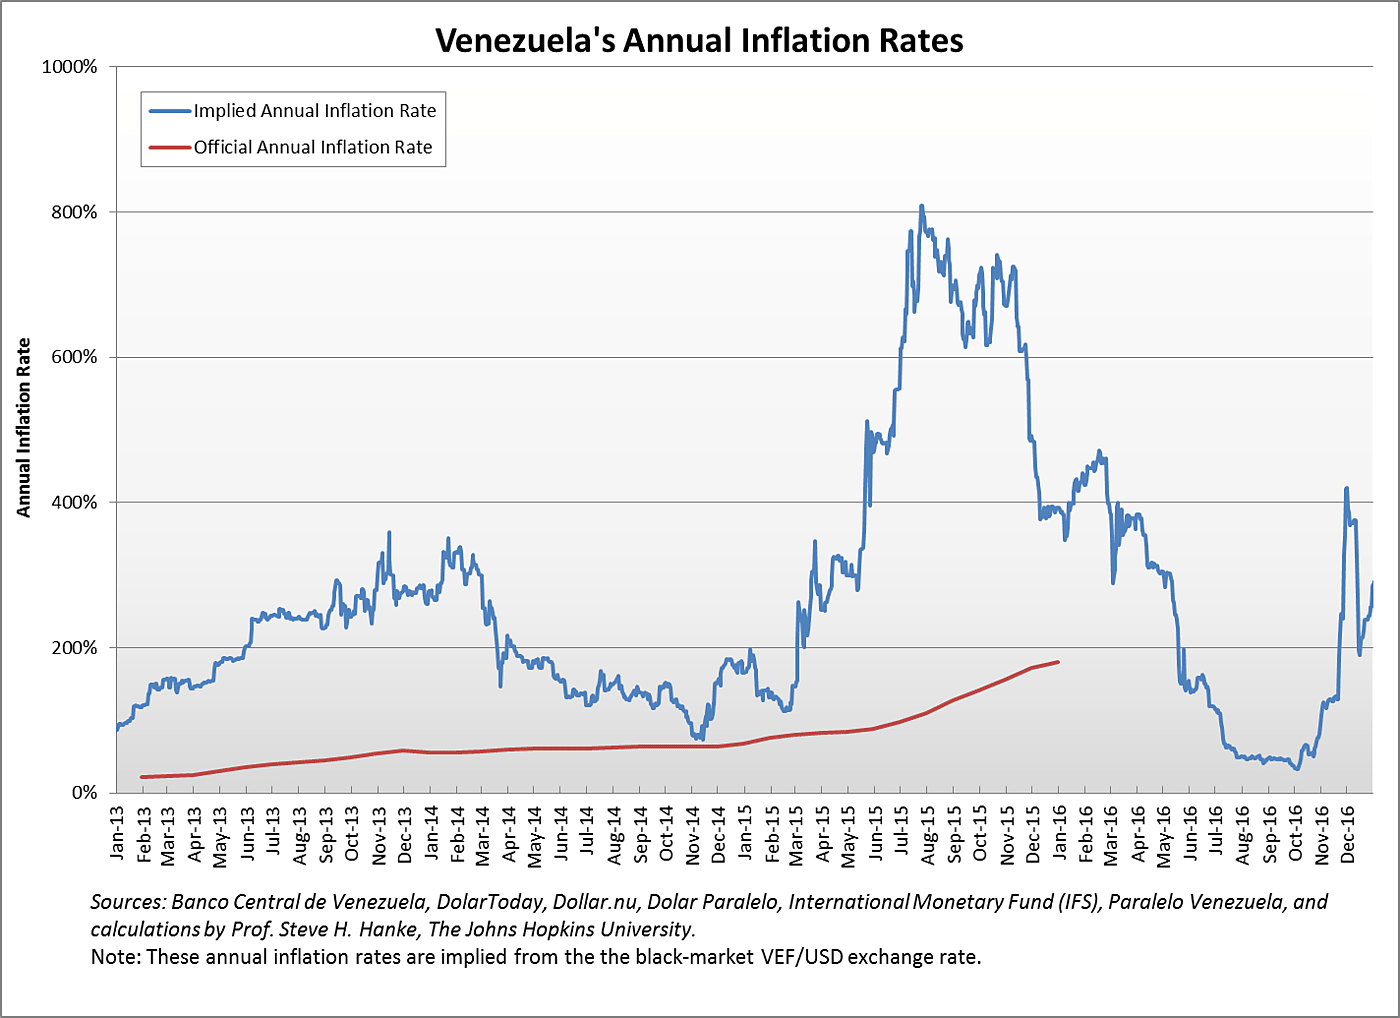 Venezuela's Annual Inflation Rates
1000%
Implied Annual Inflation Rate
Official Annual Inflation Rate
800%
600%
400%
200%
0%
Annual Inflation Rate
Jan-13
Feb-13
Mar-13
Apr-13
May-13
Jun-13
Jul-13
Aug-13
Sep-13
Oct-13
Nov-13
Dec-13
Jan-14
Feb-14
Mar-14
Apr-14
May-14
Jun-14
Jul-14
Aug-14
Sep-14
Oct-14
Nov-14
Dec-14
Jan-15
Feb-15
Mar-15
Apr-15
May-15
Jun-15
Jul-15
Aug-15
Sep-15
Oct-15
Nov-15
Dec-15
Jan-16
Feb-16
Mar-16
Apr-16
May-16
Jun-16
Jul-16
Aug-16
Sep-16
Oct-16
Nov-16
Dec-16
Sources: Banco Central de Venezuela, DolarToday, Dollar.nu, Dolar Paralelo, International Monetary Fund (IFS), Paralelo Venezuela, and
calculations by Prof. Steve H. Hanke, The Johns Hopkins University.
Note: These annual inflation rates are implied from the the black-market VEF/USD exchange rate.